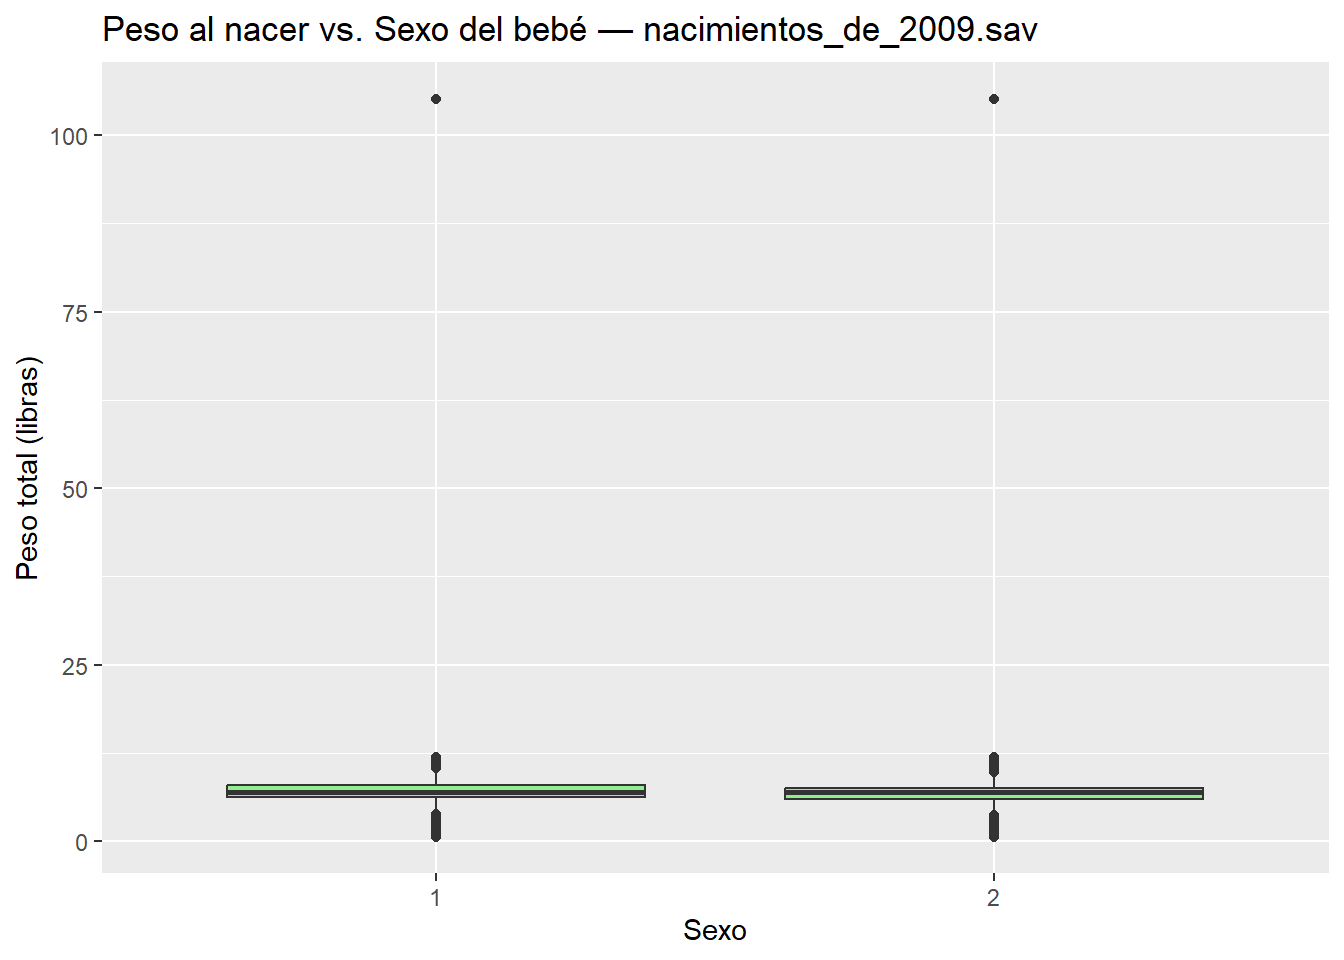 Peso al nacer vs. Sexo del bebé — nacimientos_de_2009.sav
Peso total (libras)
100
75
50
25
0
1
2
Sexo